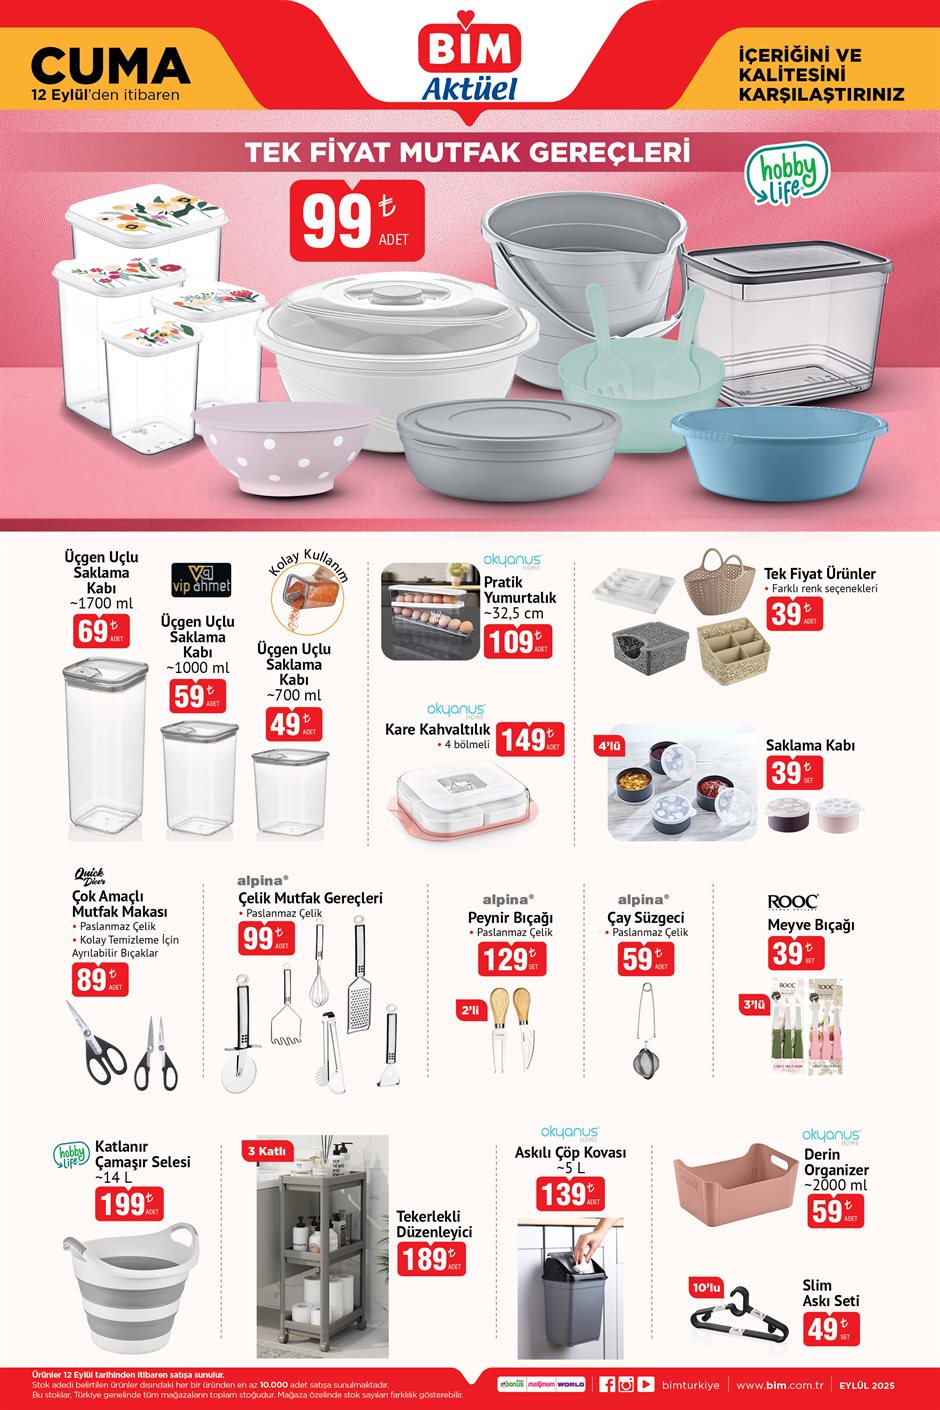 CUMA
12 Eylül'den itibaren
BİM
Aktüel
İÇERİĞİNİ VE
KALİTESİNİ
KARŞILAŞTIRINIZ
TEK FİYAT MUTFAK GEREÇLERİ
hobby
life
99₺
ADET
Üçgen Uçlu
Saklama
Kabı
~1700 ml
69₺
ADET
vip ahmet
Üçgen Uçlu
Saklama
Kabı
~1000 ml
59₺
ADET
Kolay Kullanım
Üçgen Uçlu
Saklama
Kabı
~700 ml
49₺
ADET
okyanus
HOME
Pratik
Yumurtalık
~32,5 cm
109₺
ADET
okyanus
HOME
Kare Kahvaltılık
• 4 bölmeli
149₺
ADET
Tek Fiyat Ürünler
• Farklı renk seçenekleri
39₺
ADET
4'lü
Saklama Kabı
39₺
SET
Quick
Dicer
Çok Amaçlı
Mutfak Makası
• Paslanmaz Çelik
• Kolay Temizleme İçin
Ayrılabilir Bıçaklar
89₺
ADET
alpina®
Çelik Mutfak Gereçleri
• Paslanmaz Çelik
99₺
ADET
alpina®
Peynir Bıçağı
• Paslanmaz Çelik
129₺
SET
2'li
alpina®
Çay Süzgeci
• Paslanmaz Çelik
59₺
ADET
ROOC
Meyve Bıçağı
39₺
SET
3'lü
ROOC
ROOC
hobby
life
Katlanır
Çamaşır Selesi
~14 L
199₺
ADET
3 Katlı
Tekerlekli
Düzenleyici
189₺
ADET
okyanus
HOME
Askılı Çöp Kovası
~5 L
139₺
ADET
okyanus
HOME
Derin
Organizer
~2000 ml
59₺
ADET
10'lu
Slim
Askı Seti
49₺
SET
Ürünler 12 Eylül tarihinden itibaren satışa sunulur.
Stok adedi belirtilen ürünler dışındaki her bir üründen en az 10.000 adet satışa sunulmaktadır.
Bu stoklar, Türkiye genelinde tüm mağazaların toplam stoğudur. Mağaza özelinde stok sayıları farklılık gösterebilir.
bonus
maximum
WORLD
bimturkiye
www.bim.com.tr
EYLÜL 2025